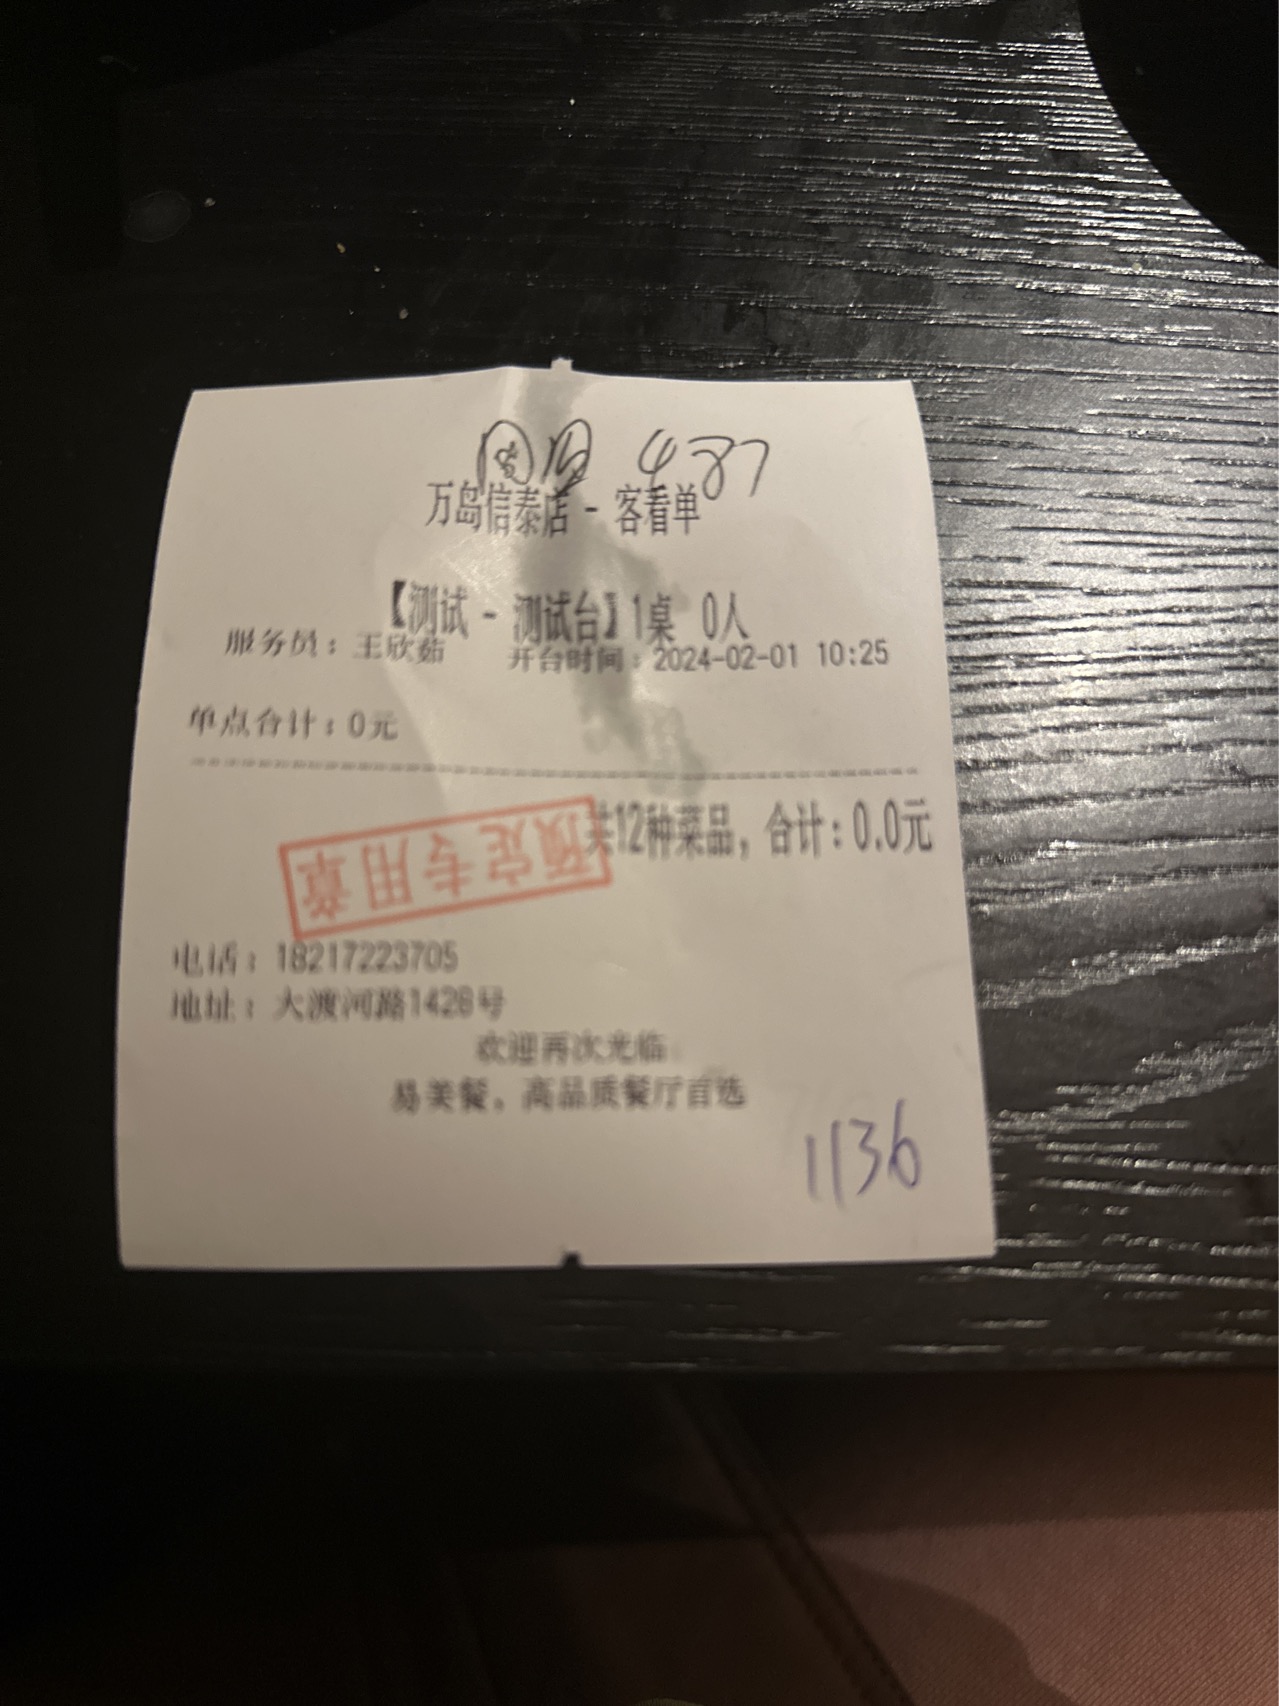 万岛信泰店 - 客看单
【测试 - 测试台】1桌 0人
服务员：王欣茹 开台时间：2024-02-01 10:25
单点合计：0元
共12种菜品，合计：0.0元
预定专用章
电话：18217223705
地址：大渡河路1428号
欢迎再次光临
易美餐，高品质餐厅首选
1136